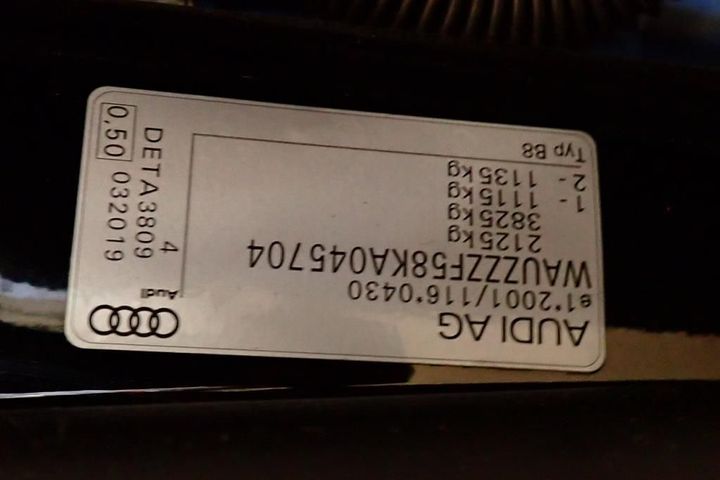 AUDI AG
e1*2001/116*0430
WAUZZZF58KA045704
2125kg
3825kg
1 - 1115kg
2 - 1135kg
Typ B8
Audi
4
DETA3809
0,50 032019